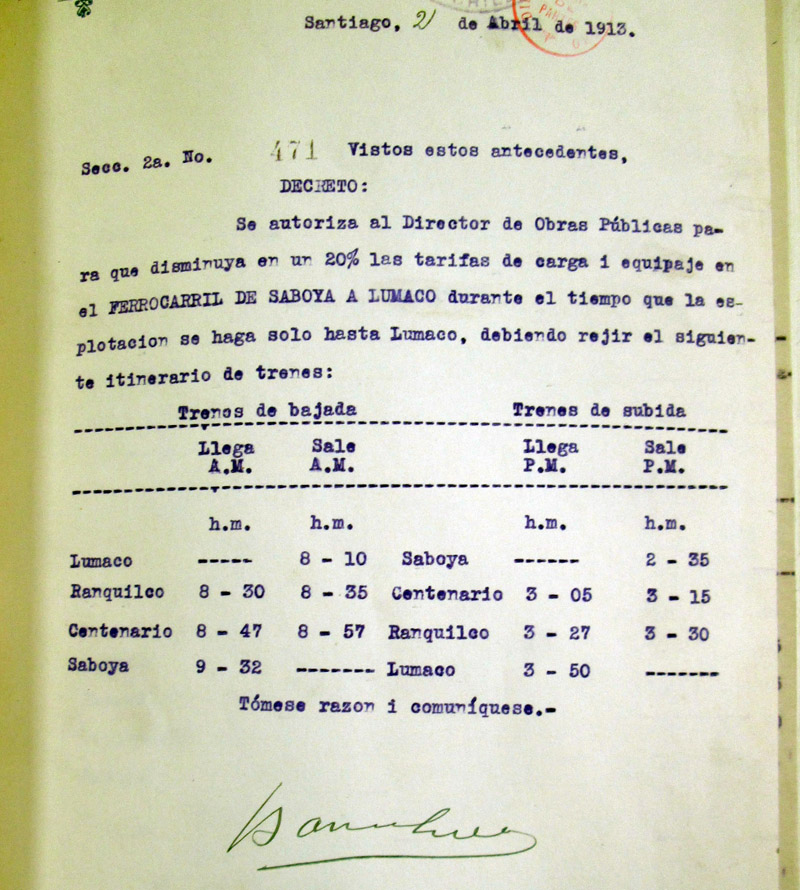 Santiago, 21 de Abril de 1913.
Secc. 2a. No. 471 Vistos estos antecedentes,
DECRETO:
Se autoriza al Director de Obras Públicas pa-
ra que disminuya en un 20% las tarifas de carga i equipaje en
el FERROCARRIL DE SABOYA A LUMACO durante el tiempo que la es-
plotacion se haga solo hasta Lumaco, debiendo rejir el siguien-
te itinerario de trenes:
Trenos de bajada Trenes de subida
Llega Sale Llega Sale
A.M. A.M. P.M. P.M.
h.m. h.m. h.m. h.m.
Lumaco ----- 8 - 10 Saboya ------ 2 - 35
Ranquilco 8 - 30 8 - 35 Centenario 3 - 05 3 - 15
Centenario 8 - 47 8 - 57 Ranquilco 3 - 27 3 - 30
Saboya 9 - 32 ------- Lumaco 3 - 50 -------
Tómese razon i comuníquese.-